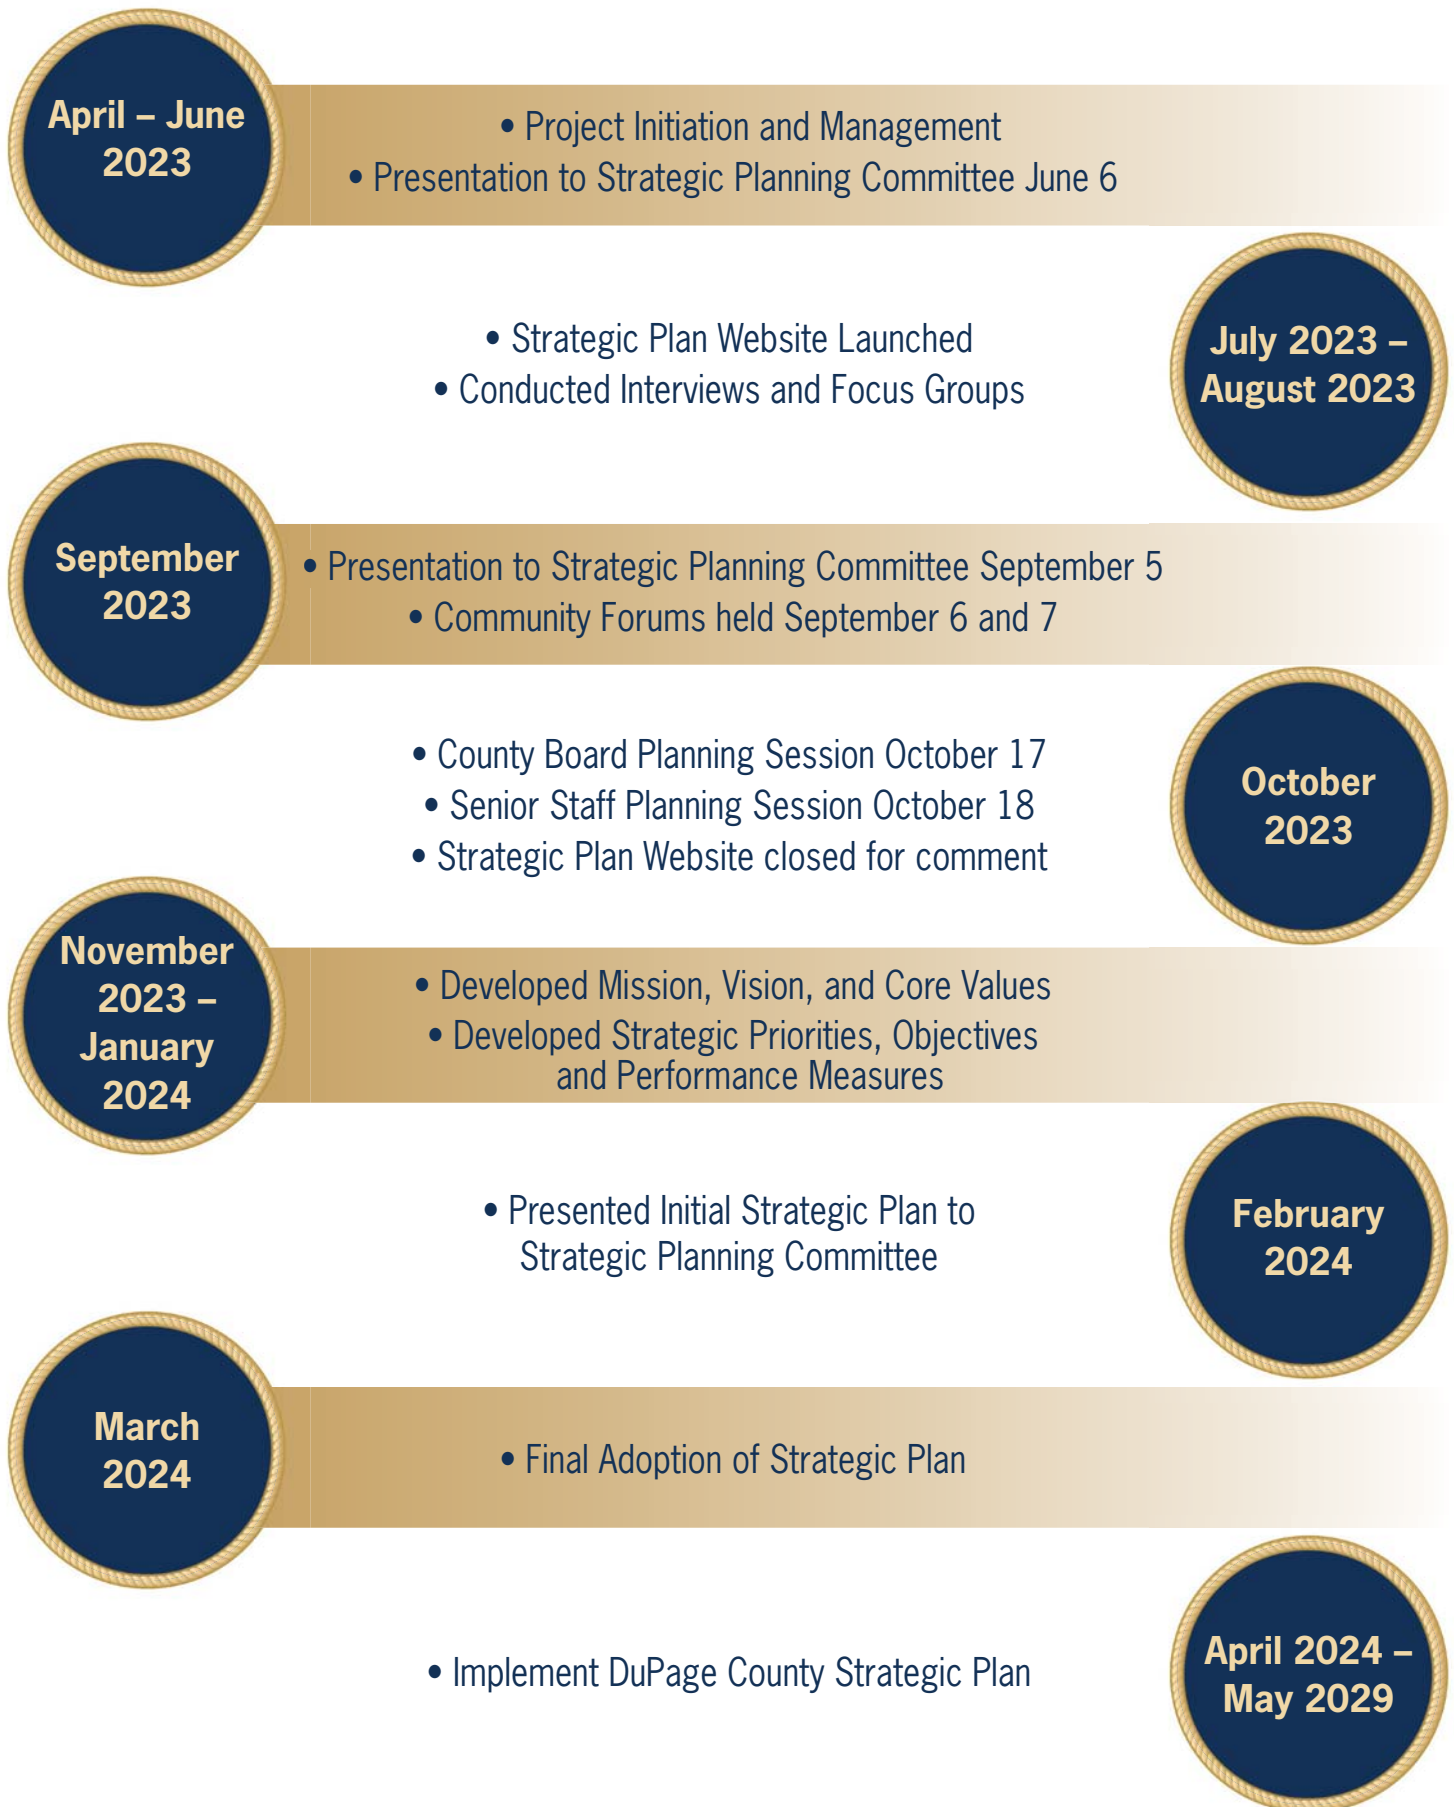 April – June
2023
• Project Initiation and Management
• Presentation to Strategic Planning Committee June 6
• Strategic Plan Website Launched
• Conducted Interviews and Focus Groups
July 2023 –
August 2023
September
2023
• Presentation to Strategic Planning Committee September 5
• Community Forums held September 6 and 7
• County Board Planning Session October 17
• Senior Staff Planning Session October 18
• Strategic Plan Website closed for comment
October
2023
November
2023 –
January
2024
• Developed Mission, Vision, and Core Values
• Developed Strategic Priorities, Objectives
and Performance Measures
• Presented Initial Strategic Plan to
Strategic Planning Committee
February
2024
March
2024
• Final Adoption of Strategic Plan
• Implement DuPage County Strategic Plan
April 2024 –
May 2029